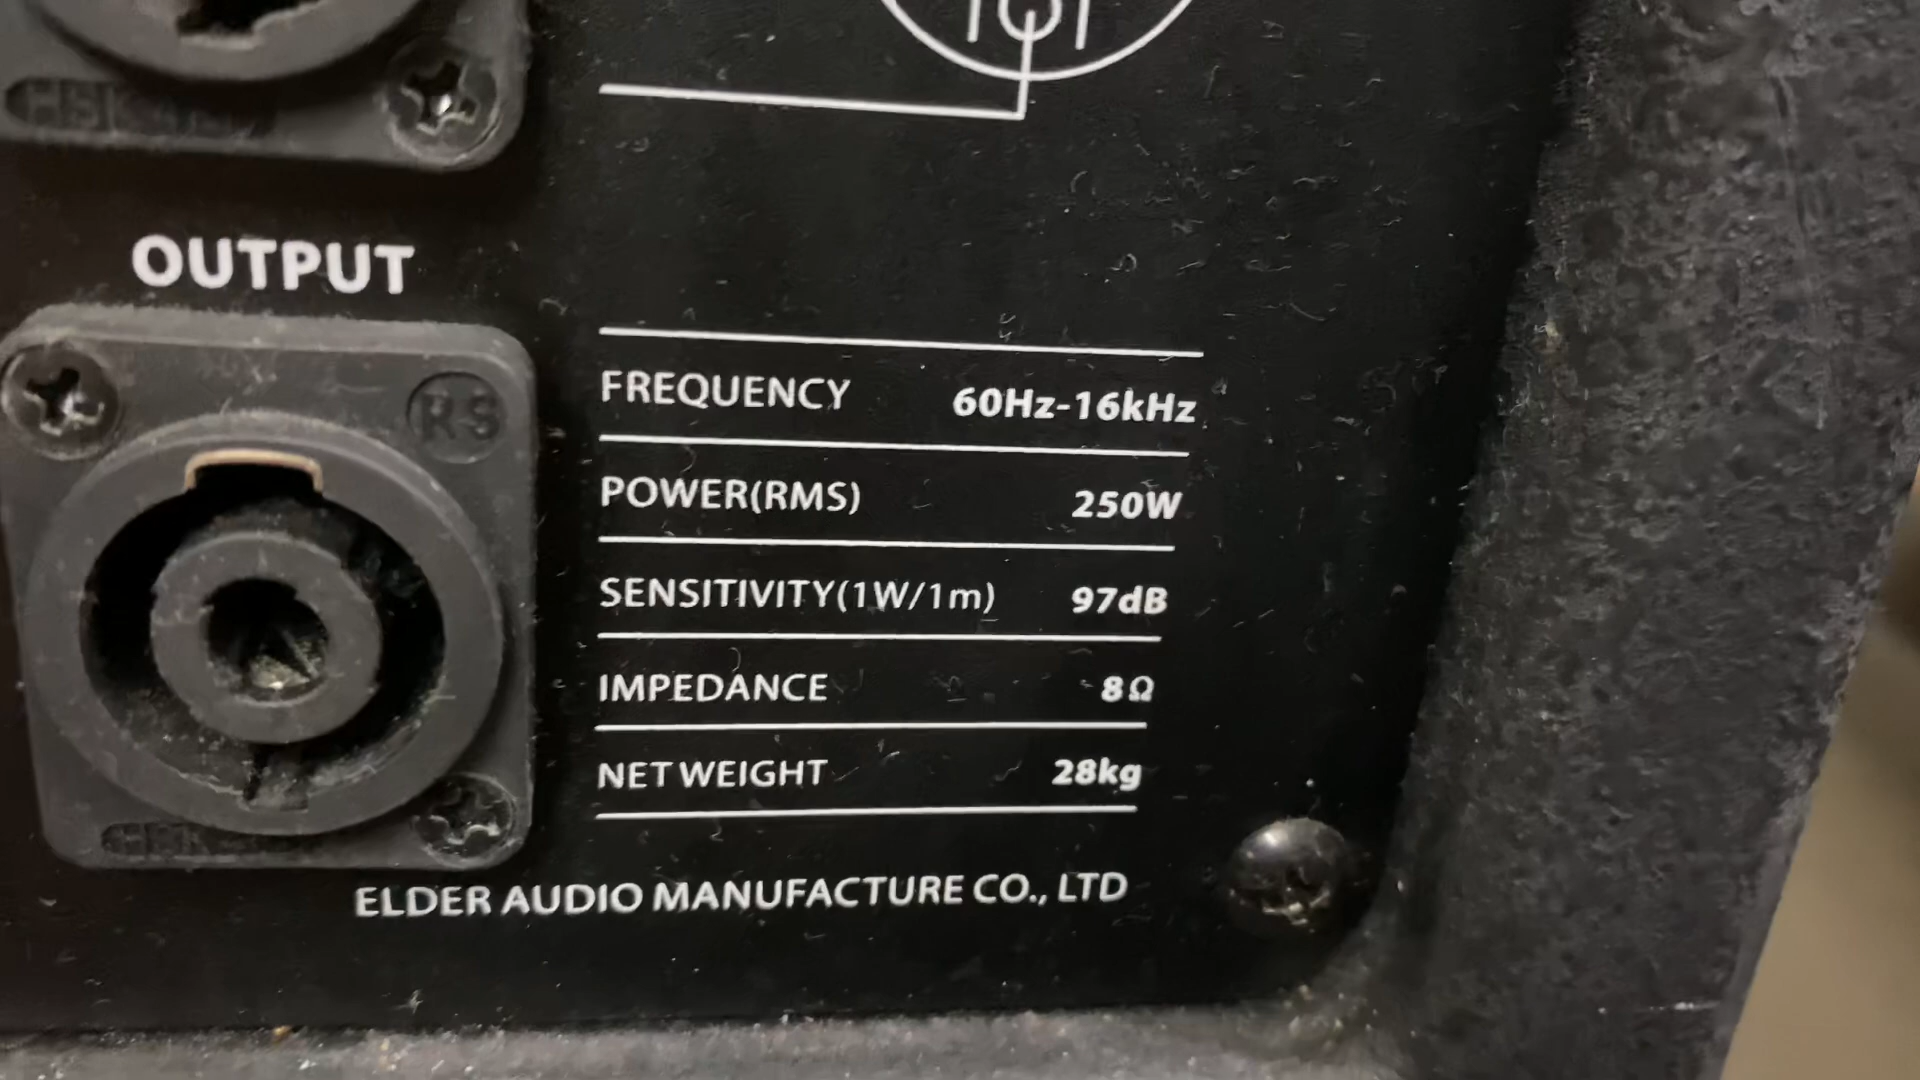 OUTPUT
RS
FREQUENCY 60Hz-16kHz
POWER(RMS) 250W
SENSITIVITY(1W/1m) 97dB
IMPEDANCE 8Ω
NET WEIGHT 28kg
ELDER AUDIO MANUFACTURE CO., LTD